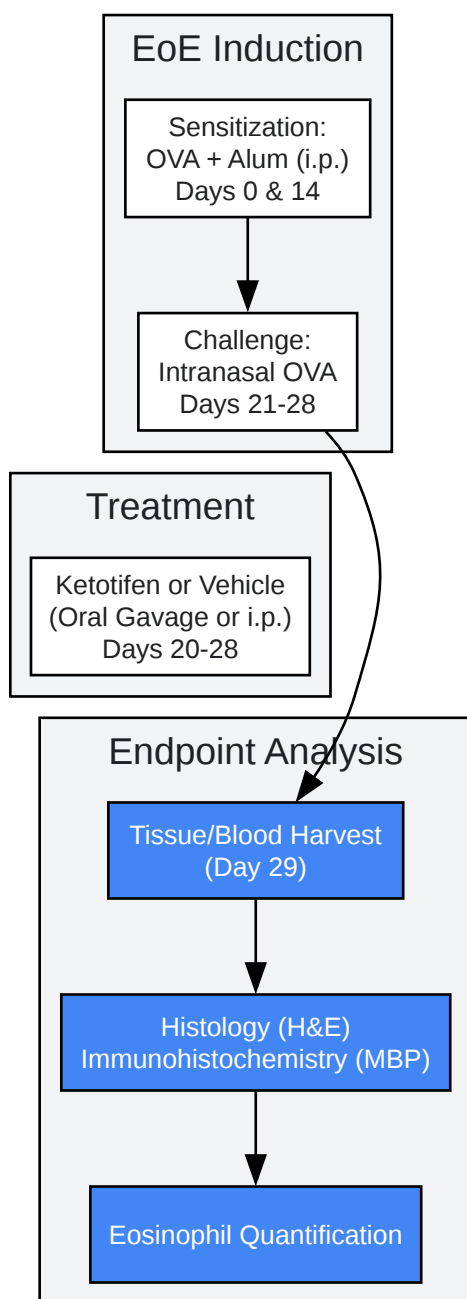 EoE Induction
Sensitization:
OVA + Alum (i.p.)
Days 0 & 14
Challenge:
Intranasal OVA
Days 21-28
Treatment
Ketotifen or Vehicle
(Oral Gavage or i.p.)
Days 20-28
Endpoint Analysis
Tissue/Blood Harvest
(Day 29)
Histology (H&E)
Immunohistochemistry (MBP)
Eosinophil Quantification